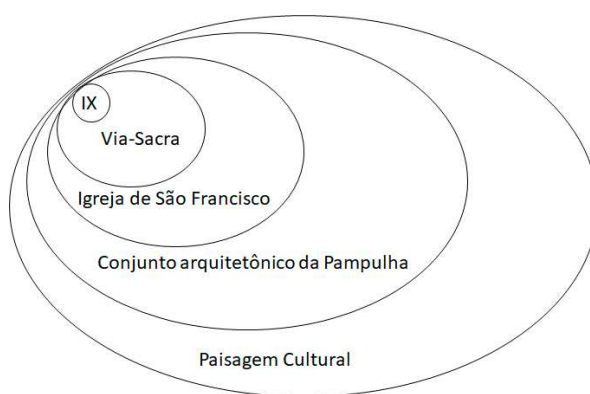 IX
Via-Sacra
Igreja de São Francisco
Conjunto arquitetônico da Pampulha
Paisagem Cultural